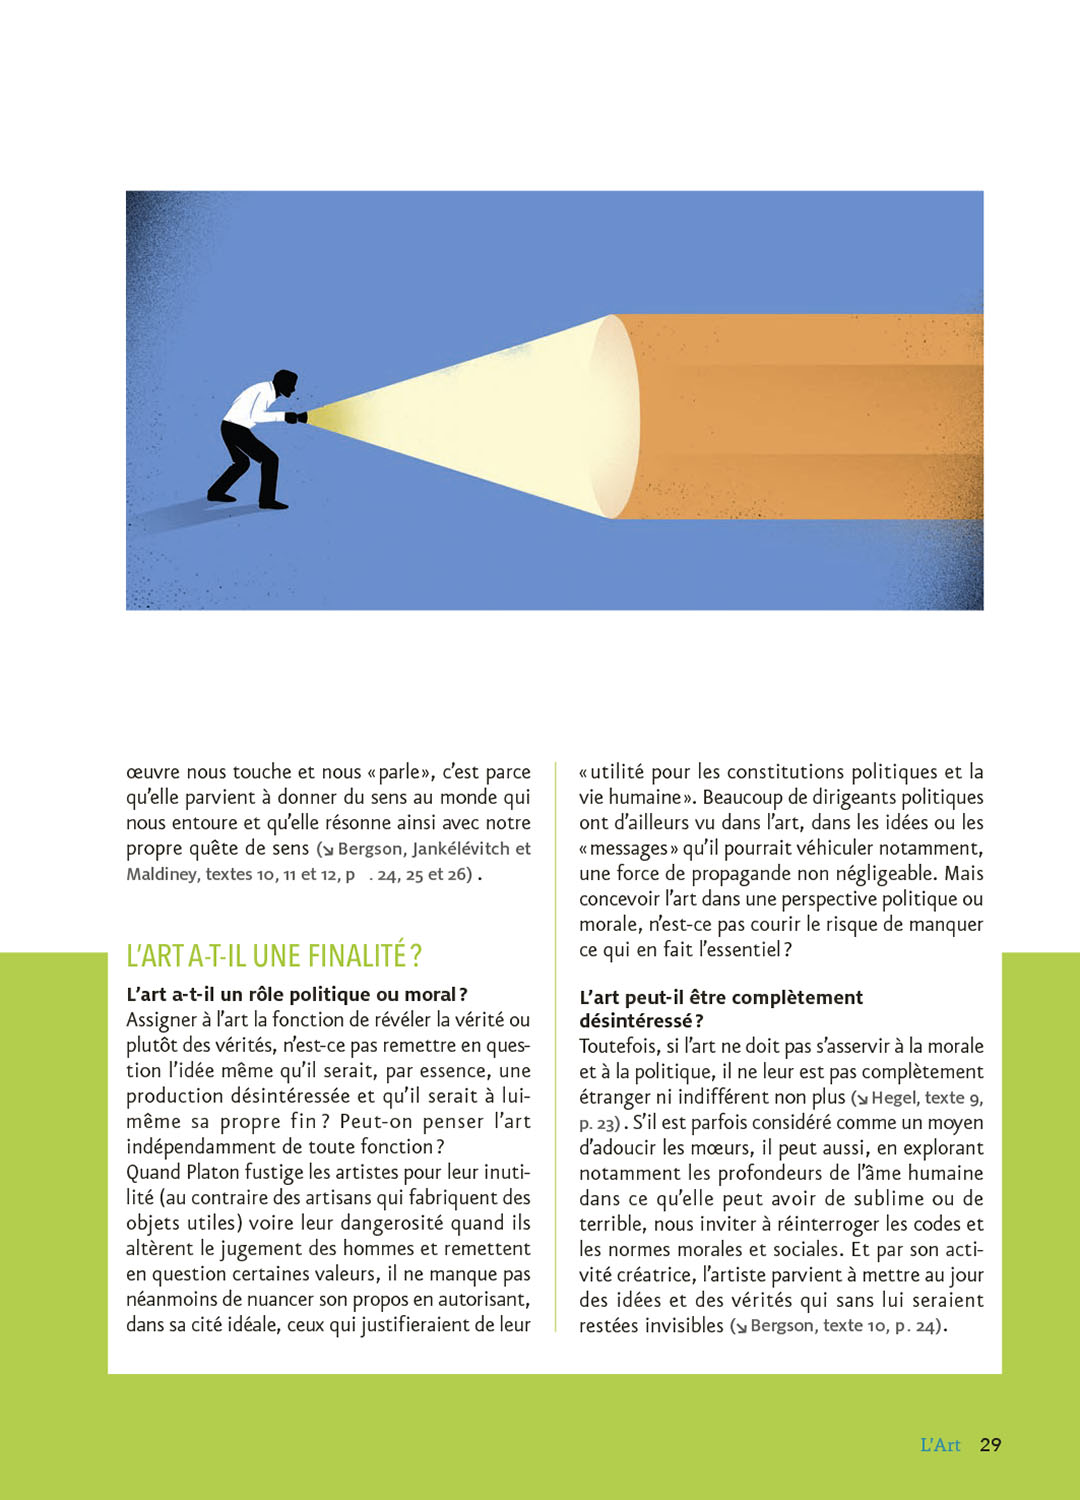 œuvre nous touche et nous « parle », c'est parce
qu'elle parvient à donner du sens au monde qui
nous entoure et qu'elle résonne ainsi avec notre
propre quête de sens (↘ Bergson, Jankélévitch et
Maldiney, textes 10, 11 et 12, p . 24, 25 et 26) .
L'ART A-T-IL UNE FINALITÉ ?
L'art a-t-il un rôle politique ou moral ?
Assigner à l'art la fonction de révéler la vérité ou
plutôt des vérités, n'est-ce pas remettre en ques-
tion l'idée même qu'il serait, par essence, une
production désintéressée et qu'il serait à lui-
même sa propre fin ? Peut-on penser l'art
indépendamment de toute fonction ?
Quand Platon fustige les artistes pour leur inuti-
lité (au contraire des artisans qui fabriquent des
objets utiles) voire leur dangerosité quand ils
altèrent le jugement des hommes et remettent
en question certaines valeurs, il ne manque pas
néanmoins de nuancer son propos en autorisant,
dans sa cité idéale, ceux qui justifieraient de leur
« utilité pour les constitutions politiques et la
vie humaine ». Beaucoup de dirigeants politiques
ont d'ailleurs vu dans l'art, dans les idées ou les
« messages » qu'il pourrait véhiculer notamment,
une force de propagande non négligeable. Mais
concevoir l'art dans une perspective politique ou
morale, n'est-ce pas courir le risque de manquer
ce qui en fait l'essentiel ?
L'art peut-il être complètement
désintéressé ?
Toutefois, si l'art ne doit pas s'asservir à la morale
et à la politique, il ne leur est pas complètement
étranger ni indifférent non plus (↘ Hegel, texte 9,
p. 23) . S'il est parfois considéré comme un moyen
d'adoucir les mœurs, il peut aussi, en explorant
notamment les profondeurs de l'âme humaine
dans ce qu'elle peut avoir de sublime ou de
terrible, nous inviter à réinterroger les codes et
les normes morales et sociales. Et par son acti-
vité créatrice, l'artiste parvient à mettre au jour
des idées et des vérités qui sans lui seraient
restées invisibles (↘ Bergson, texte 10, p. 24).
L'Art 29